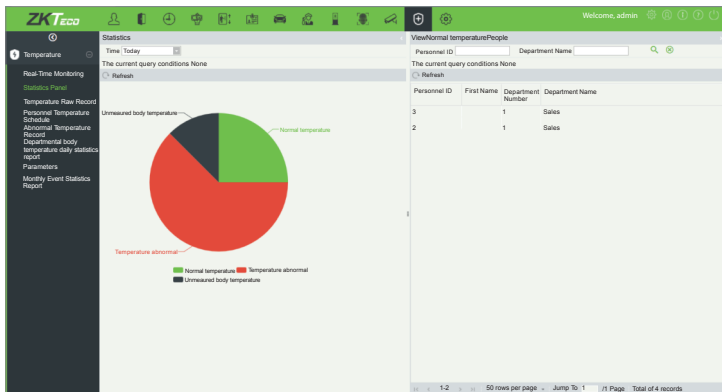 ZKTeco
Welcome, admin
Temperature
Real-Time Monitoring
Statistics Panel
Temperature Raw Record
Personnel Temperature
Schedule
Abnormal Temperature
Record
Departmental body
temperature daily statistics
report
Parameters
Monthly Event Statistics
Report
Statistics
Time Today
The current query conditions None
Refresh
Unmeaured body temperature
Normal temperature
Temperature abnormal
Normal temperature Temperature abnormal
Unmeaured body temperature
ViewNormal temperaturePeople
Personnel ID Department Name
The current query conditions None
Refresh
Personnel ID First Name Department Number Department Name
3 1 Sales
2 1 Sales
1-2 50 rows per page Jump To 1 /1 Page Total of 4 records